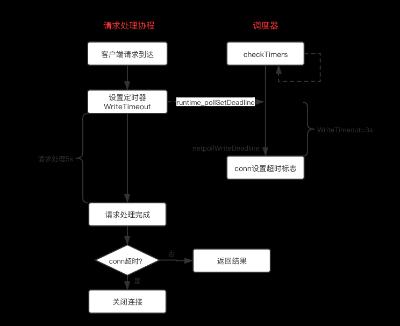 请求处理协程
调度器
客户端请求到达
checkTimers
设置定时器
WriteTimeout
runtime_pollSetDeadline
WriteTimeout=3s
netpollWriteDeadline
请求处理5s
conn设置超时标志
请求处理完成
conn超时?
否
返回结果
是
关闭连接